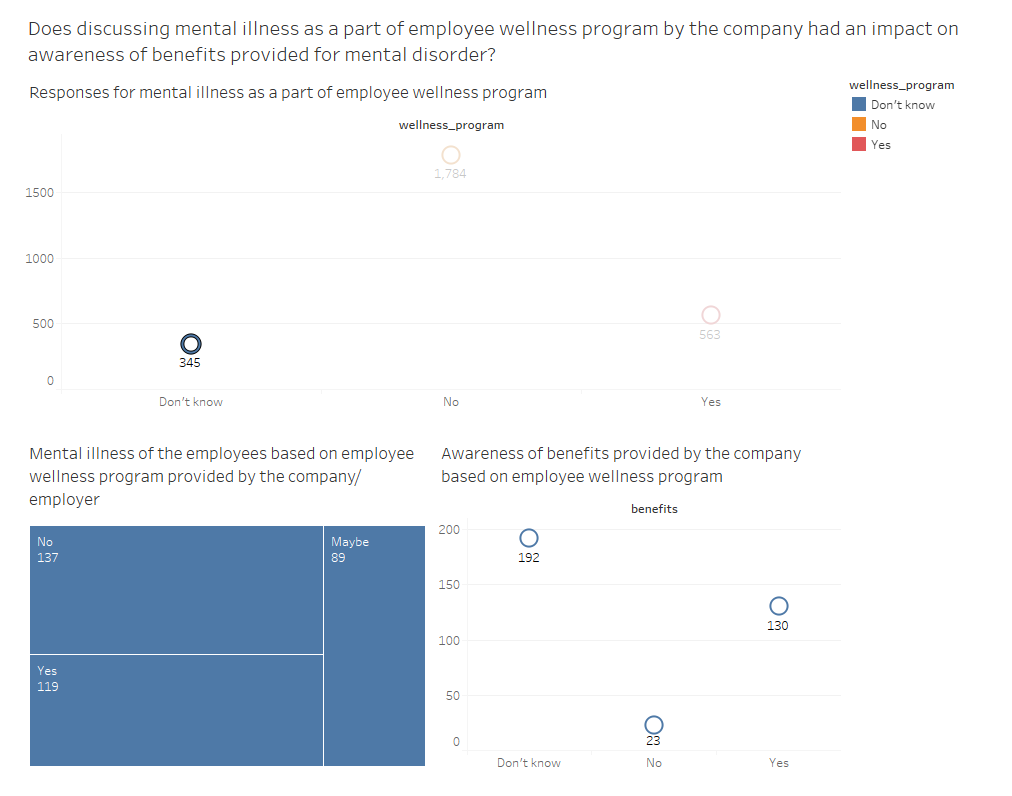 Does discussing mental illness as a part of employee wellness program by the company had an impact on
awareness of benefits provided for mental disorder?
Responses for mental illness as a part of employee wellness program
wellness_program
Don't know
No
Yes
wellness_program
1500
1000
500
0
1,784
563
345
Don't know
No
Yes
Mental illness of the employees based on employee
wellness program provided by the company/
employer
No
137
Maybe
89
Yes
119
Awareness of benefits provided by the company
based on employee wellness program
benefits
200
150
100
50
0
192
130
23
Don't know
No
Yes